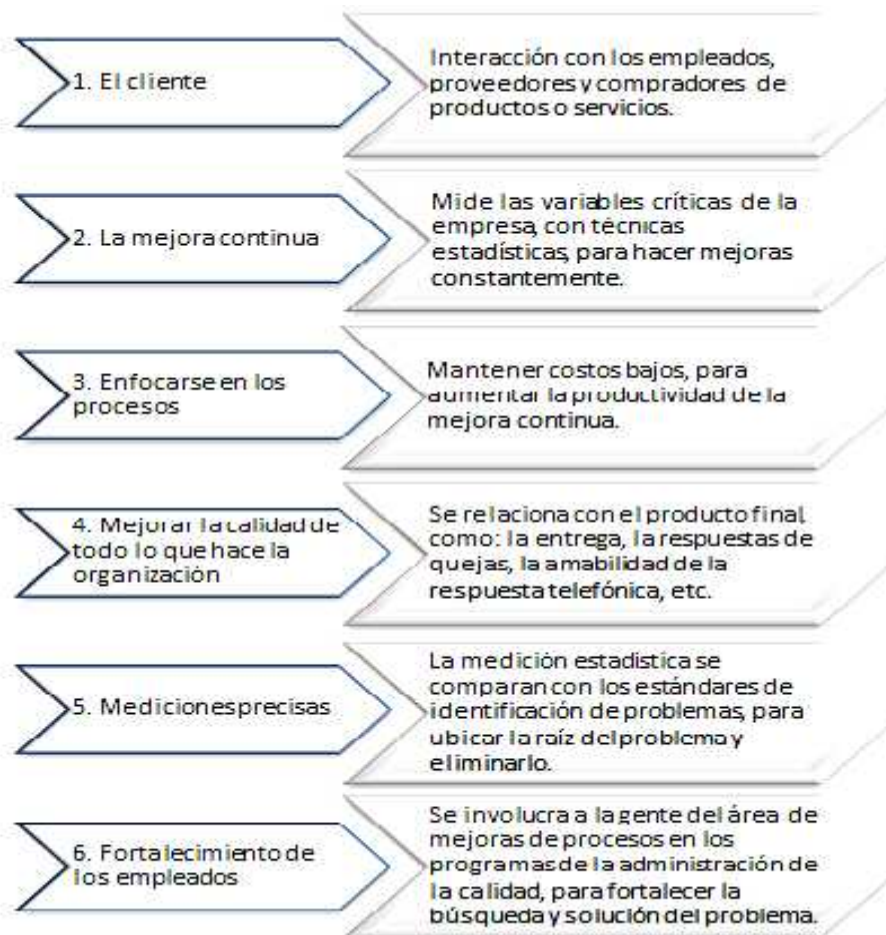 1. El cliente
Interacción con los empleados,
proveedores y compradores de
productos o servicios.
2. La mejora continua
Mide las variables críticas de la
empresa, con técnicas
estadísticas, para hacer mejoras
constantemente.
3. Enfocarse en los
procesos
Mantener costos bajos, para
aumentar la productividad de la
mejora continua.
4. Mejorar la calidad de
todo lo que hace la
organización
Se relaciona con el producto final,
como: la entrega, la respuestas de
quejas, la amabilidad de la
respuesta telefónica, etc.
5. Mediciones precisas
La medición estadística se
comparan con los estándares de
identificación de problemas, para
ubicar la raíz del problema y
eliminarlo.
6. Fortalecimiento de
los empleados
Se involucra a la gente del área de
mejoras de procesos en los
programas de la administración de
la calidad, para fortalecer la
búsqueda y solución del problema.